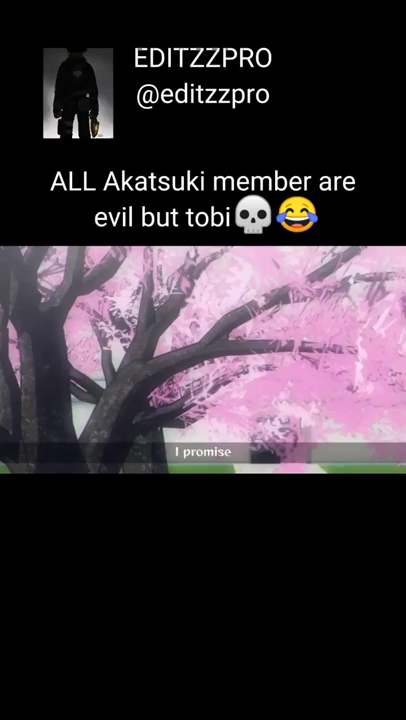 EDITZZPRO
@editzzpro
ALL Akatsuki member are
evil but tobi💀😂
I promise